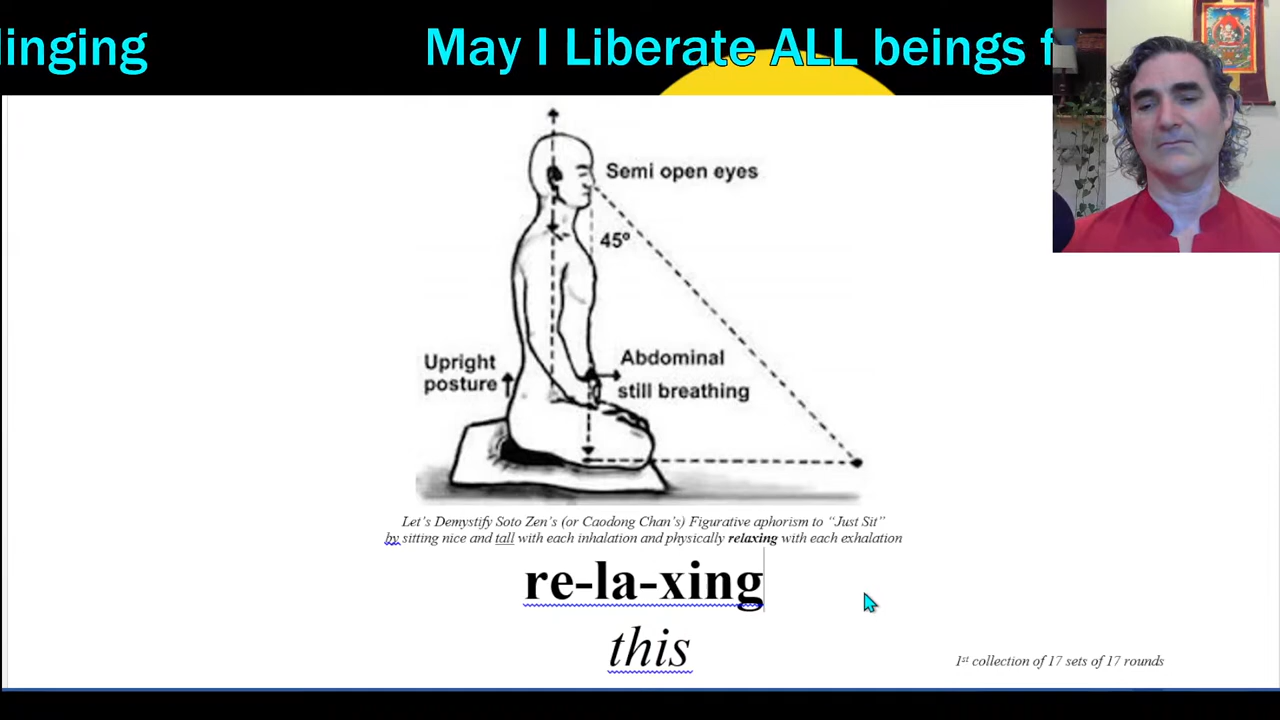 linging May I Liberate ALL beings f
Semi open eyes
45º
Upright
posture
Abdominal
still breathing
Let's Demystify Soto Zen's (or Caodong Chan's) Figurative aphorism to “Just Sit”
by sitting nice and tall with each inhalation and physically relaxing with each exhalation
re-la-xing
this
1st collection of 17 sets of 17 rounds